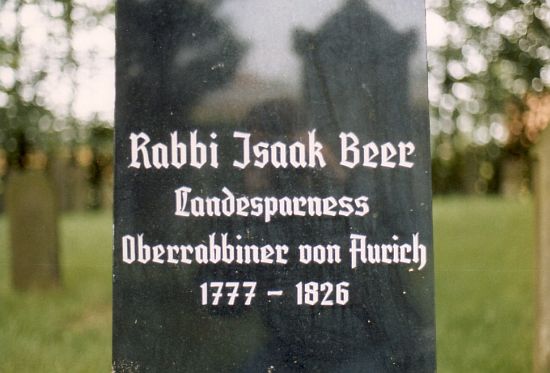 Rabbi Isaak Beer
Landesparness
Oberrabbiner von Aurich
1777 - 1826